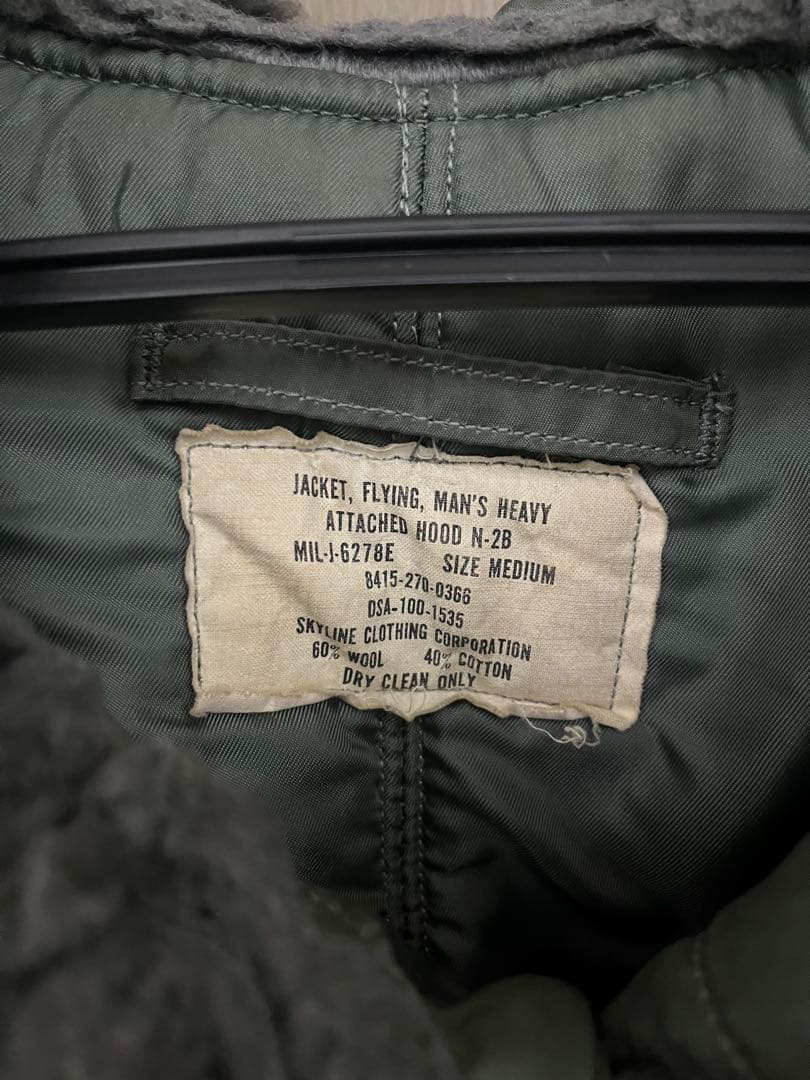 JACKET, FLYING, MAN'S HEAVY
ATTACHED HOOD N-2B
MIL-J-6278E SIZE MEDIUM
8415-270-0366
DSA-100-1535
SKYLINE CLOTHING CORPORATION
60% WOOL 40% COTTON
DRY CLEAN ONLY